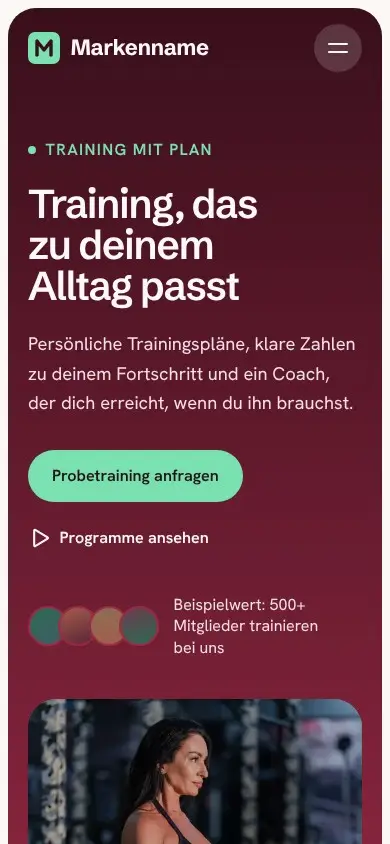 M Markenname
TRAINING MIT PLAN
Training, das
zu deinem
Alltag passt
Persönliche Trainingspläne, klare Zahlen
zu deinem Fortschritt und ein Coach,
der dich erreicht, wenn du ihn brauchst.
Probetraining anfragen
Programme ansehen
Beispielwert: 500+
Mitglieder trainieren
bei uns